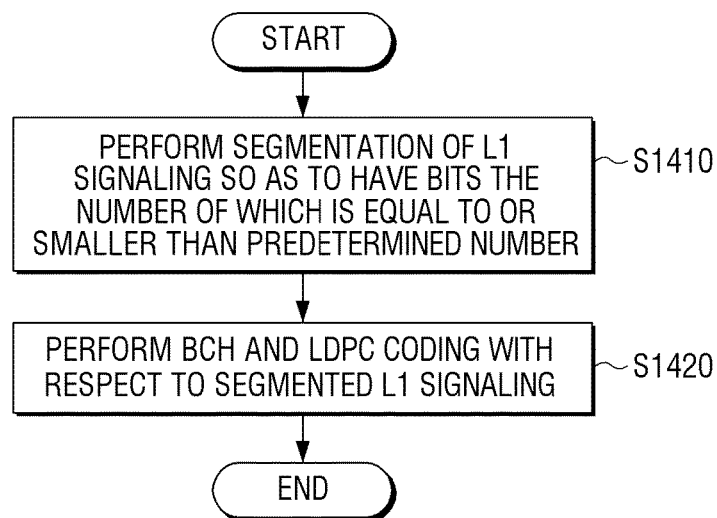 START
PERFORM SEGMENTATION OF L1
SIGNALING SO AS TO HAVE BITS THE
NUMBER OF WHICH IS EQUAL TO OR
SMALLER THAN PREDETERMINED NUMBER
S1410
PERFORM BCH AND LDPC CODING WITH
RESPECT TO SEGMENTED L1 SIGNALING
S1420
END